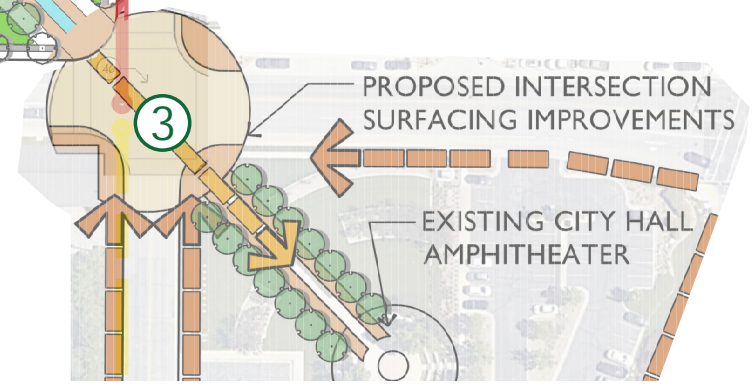 PROPOSED INTERSECTION
SURFACING IMPROVEMENTS
3
EXISTING CITY HALL
AMPHITHEATER